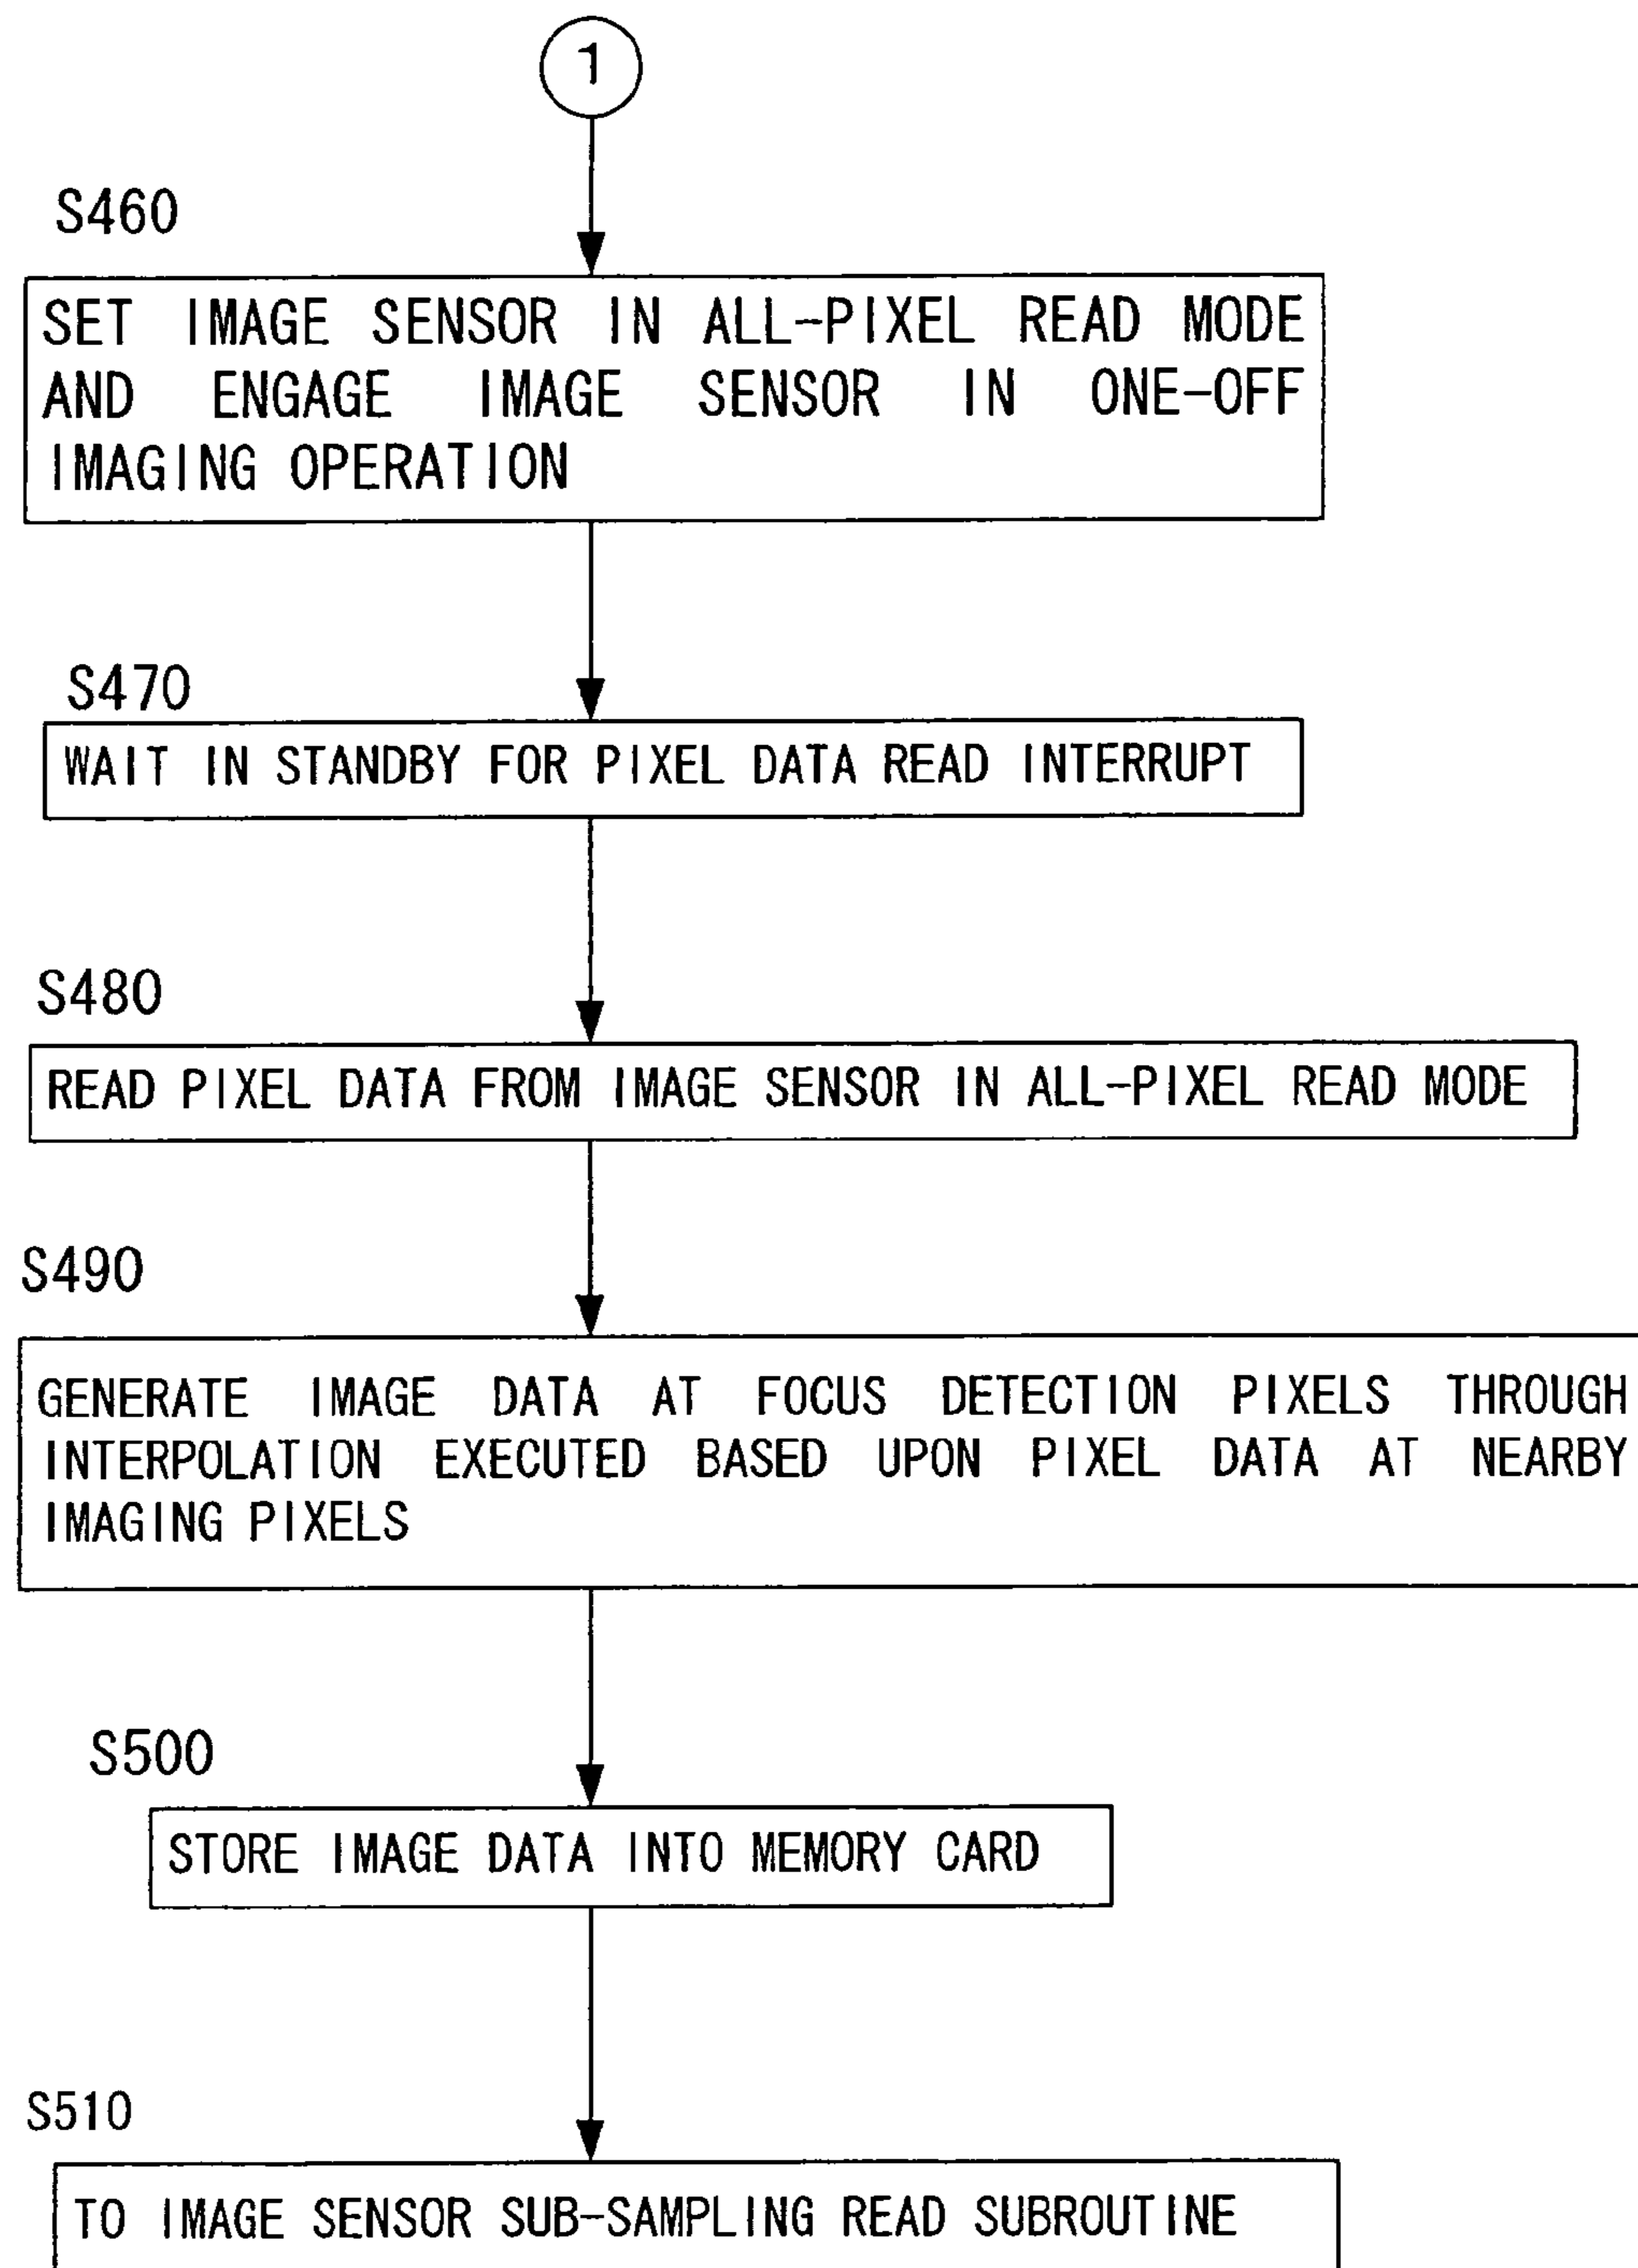 1
S460
SET IMAGE SENSOR IN ALL-PIXEL READ MODE
AND ENGAGE IMAGE SENSOR IN ONE-OFF
IMAGING OPERATION
S470
WAIT IN STANDBY FOR PIXEL DATA READ INTERRUPT
S480
READ PIXEL DATA FROM IMAGE SENSOR IN ALL-PIXEL READ MODE
S490
GENERATE IMAGE DATA AT FOCUS DETECTION PIXELS THROUGH
INTERPOLATION EXECUTED BASED UPON PIXEL DATA AT NEARBY
IMAGING PIXELS
S500
STORE IMAGE DATA INTO MEMORY CARD
S510
TO IMAGE SENSOR SUB-SAMPLING READ SUBROUTINE